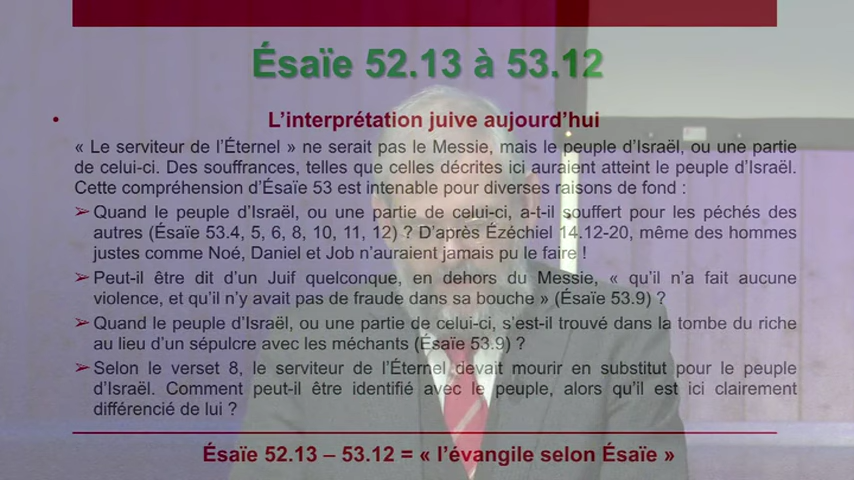 Ésaïe 52.13 à 53.12
• L’interprétation juive aujourd’hui
« Le serviteur de l’Éternel » ne serait pas le Messie, mais le peuple d’Israël, ou une partie
de celui-ci. Des souffrances, telles que celles décrites ici auraient atteint le peuple d’Israël.
Cette compréhension d’Ésaïe 53 est intenable pour diverses raisons de fond :
➢ Quand le peuple d’Israël, ou une partie de celui-ci, a-t-il souffert pour les péchés des
autres (Ésaïe 53.4, 5, 6, 8, 10, 11, 12) ? D’après Ézéchiel 14.12-20, même des hommes
justes comme Noé, Daniel et Job n’auraient jamais pu le faire !
➢ Peut-il être dit d’un Juif quelconque, en dehors du Messie, « qu’il n’a fait aucune
violence, et qu’il n’y avait pas de fraude dans sa bouche » (Ésaïe 53.9) ?
➢ Quand le peuple d’Israël, ou une partie de celui-ci, s’est-il trouvé dans la tombe du riche
au lieu d’un sépulcre avec les méchants (Ésaïe 53.9) ?
➢ Selon le verset 8, le serviteur de l’Éternel devait mourir en substitut pour le peuple
d’Israël. Comment peut-il être identifié avec le peuple, alors qu’il est ici clairement
différencié de lui ?
Ésaïe 52.13 – 53.12 = « l’évangile selon Ésaïe »